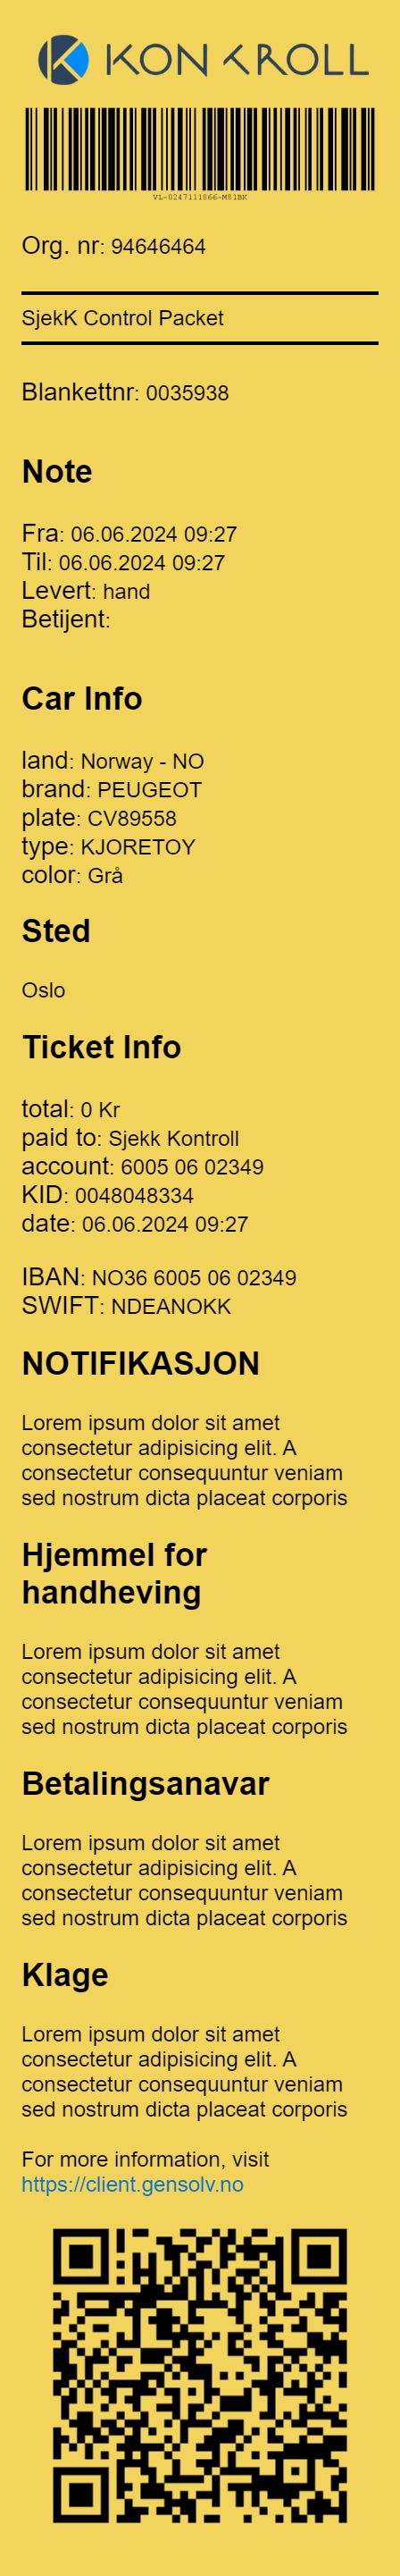 KONTROLL
VL-0247111866-M81BK
Org. nr: 94646464
SjekK Control Packet
Blankettnr: 0035938
Note
Fra: 06.06.2024 09:27
Til: 06.06.2024 09:27
Levert: hand
Betijent:
Car Info
land: Norway - NO
brand: PEUGEOT
plate: CV89558
type: KJORETOY
color: Grå
Sted
Oslo
Ticket Info
total: 0 Kr
paid to: Sjekk Kontroll
account: 6005 06 02349
KID: 0048048334
date: 06.06.2024 09:27
IBAN: NO36 6005 06 02349
SWIFT: NDEANOKK
NOTIFIKASJON
Lorem ipsum dolor sit amet
consectetur adipisicing elit. A
consectetur consequuntur veniam
sed nostrum dicta placeat corporis
Hjemmel for
handheving
Lorem ipsum dolor sit amet
consectetur adipisicing elit. A
consectetur consequuntur veniam
sed nostrum dicta placeat corporis
Betalingsanavar
Lorem ipsum dolor sit amet
consectetur adipisicing elit. A
consectetur consequuntur veniam
sed nostrum dicta placeat corporis
Klage
Lorem ipsum dolor sit amet
consectetur adipisicing elit. A
consectetur consequuntur veniam
sed nostrum dicta placeat corporis
For more information, visit
https://client.gensolv.no